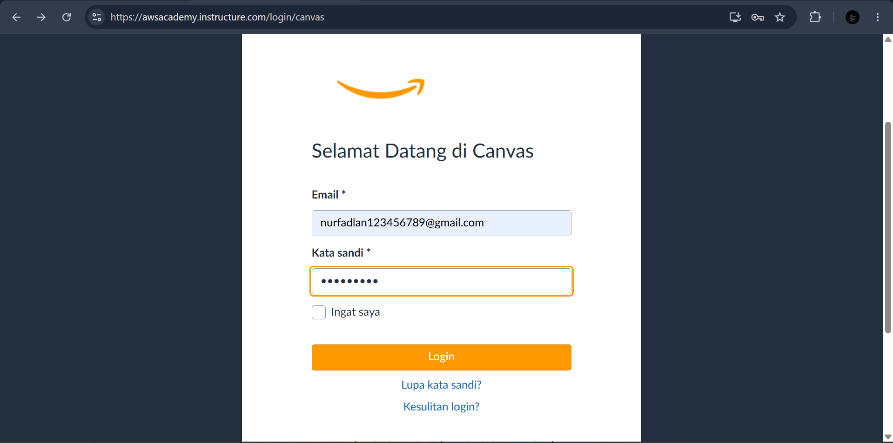 https://awsacademy.instructure.com/login/canvas
Selamat Datang di Canvas
Email *
nurfadlan123456789@gmail.com
Kata sandi *
•••••••••
Ingat saya
Login
Lupa kata sandi?
Kesulitan login?